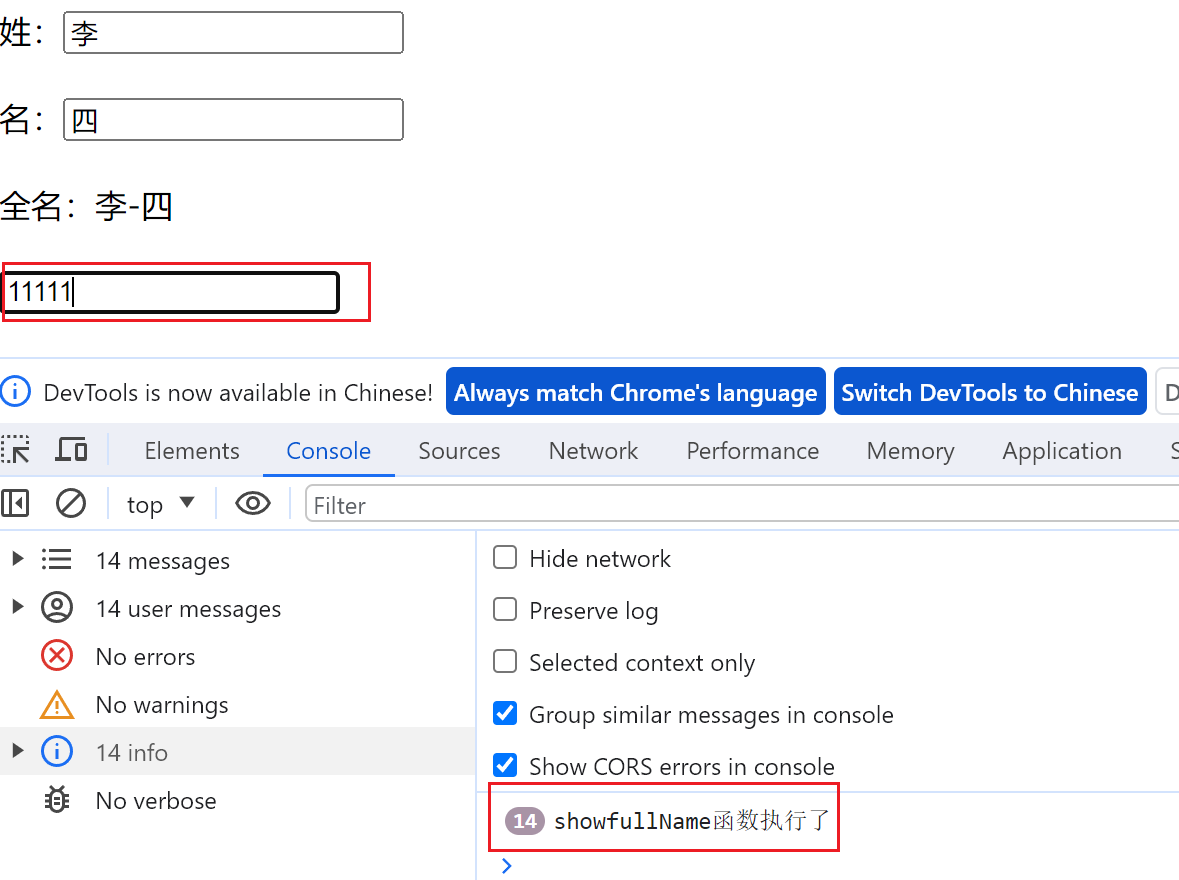 姓： 李
名： 四
全名：李-四
11111
DevTools is now available in Chinese! Always match Chrome's language Switch DevTools to Chinese D
Elements Console Sources Network Performance Memory Application S
top Filter
14 messages
14 user messages
No errors
No warnings
14 info
No verbose
Hide network
Preserve log
Selected context only
Group similar messages in console
Show CORS errors in console
14 showfullName函数执行了